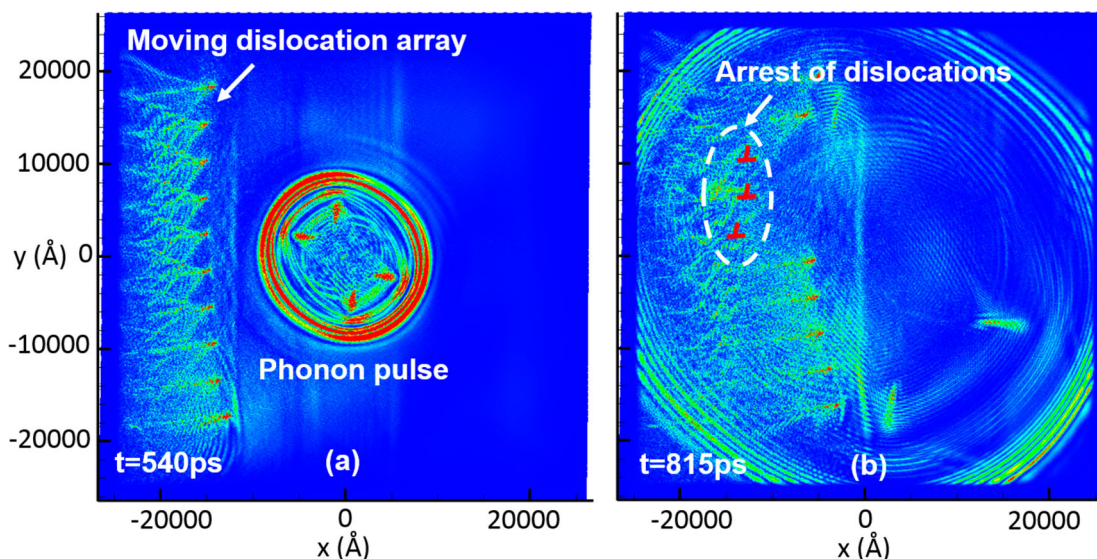 Moving dislocation array
20000
10000
y (Å) 0
-10000
-20000
Phonon pulse
t=540ps
(a)
-20000 0 20000
x (Å)
Arrest of dislocations
t=815ps
(b)
-20000 0 20000
x (Å)